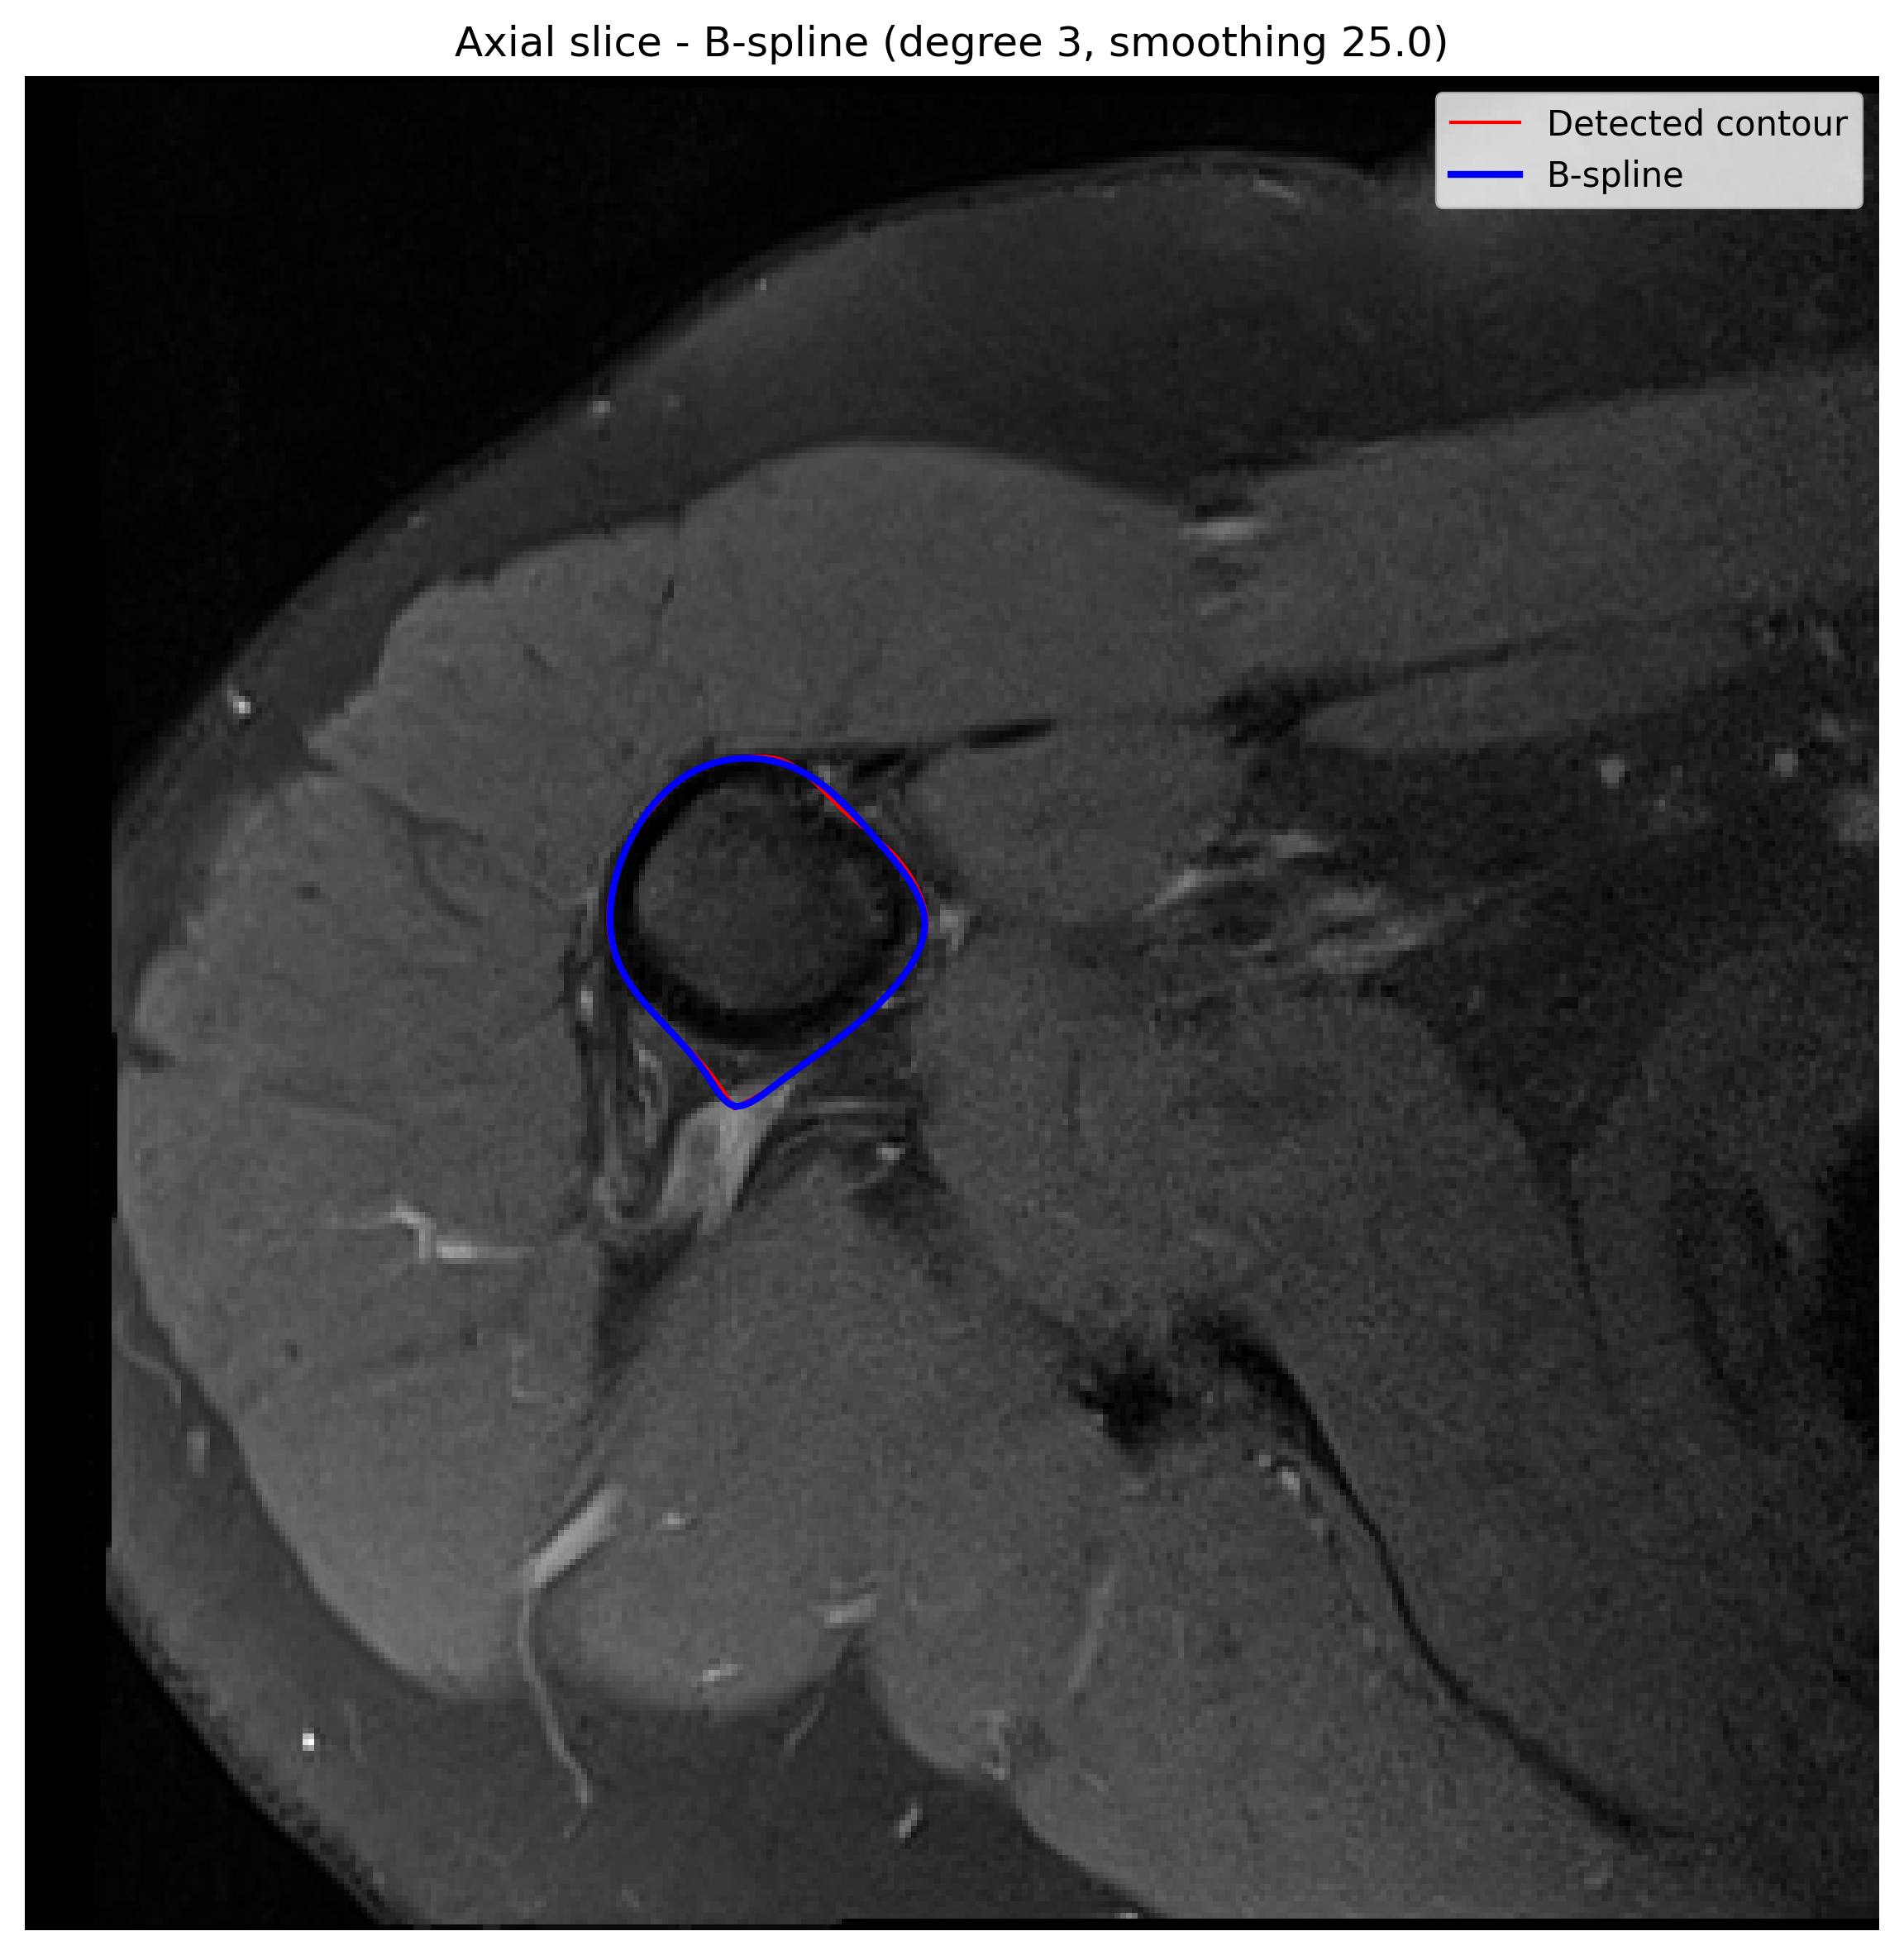 Axial slice - B-spline (degree 3, smoothing 25.0)
Detected contour
B-spline